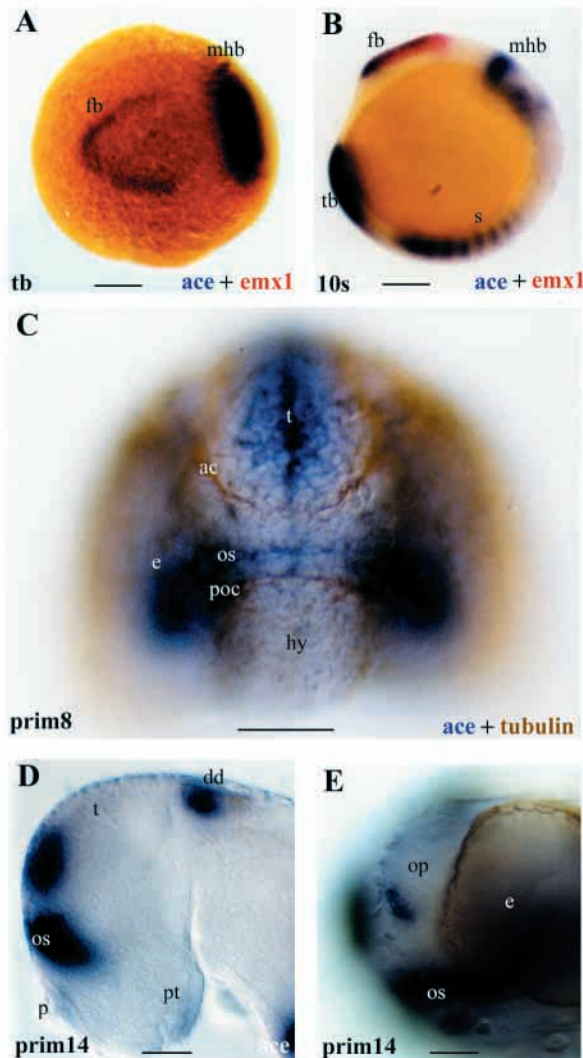 A
mhb
fb
tb
ace + emx1
B
fb
mhb
tb
s
10s
ace + emx1
C
t
ac
e
os
poc
hy
prim8
ace + tubulin
D
dd
t
os
p
pt
prim14
ace
E
op
e
os
prim14